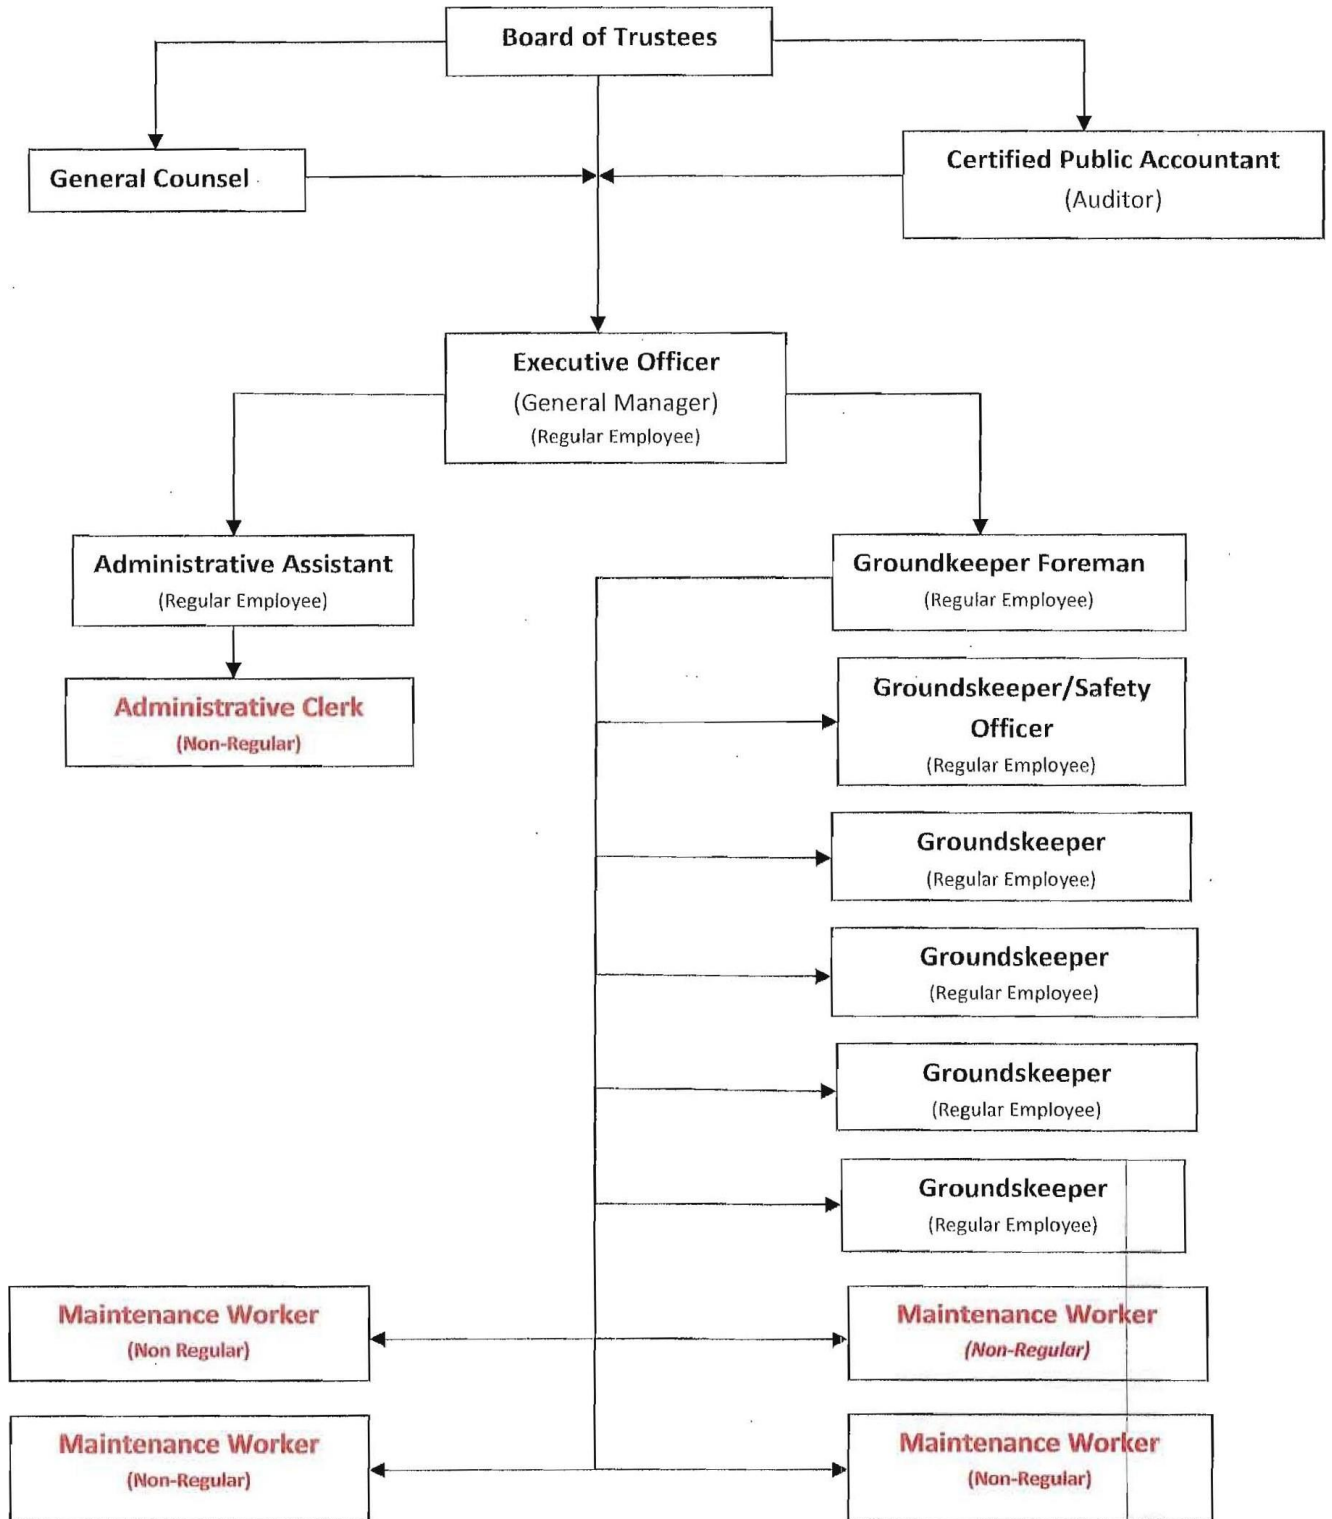 Board of Trustees
General Counsel
Certified Public Accountant
(Auditor)
Executive Officer
(General Manager)
(Regular Employee)
Administrative Assistant
(Regular Employee)
Groundkeeper Foreman
(Regular Employee)
Administrative Clerk
(Non-Regular)
Groundskeeper/Safety
Officer
(Regular Employee)
Groundskeeper
(Regular Employee)
Groundskeeper
(Regular Employee)
Groundskeeper
(Regular Employee)
Groundskeeper
(Regular Employee)
Maintenance Worker
(Non Regular)
Maintenance Worker
(Non-Regular)
Maintenance Worker
(Non-Regular)
Maintenance Worker
(Non-Regular)